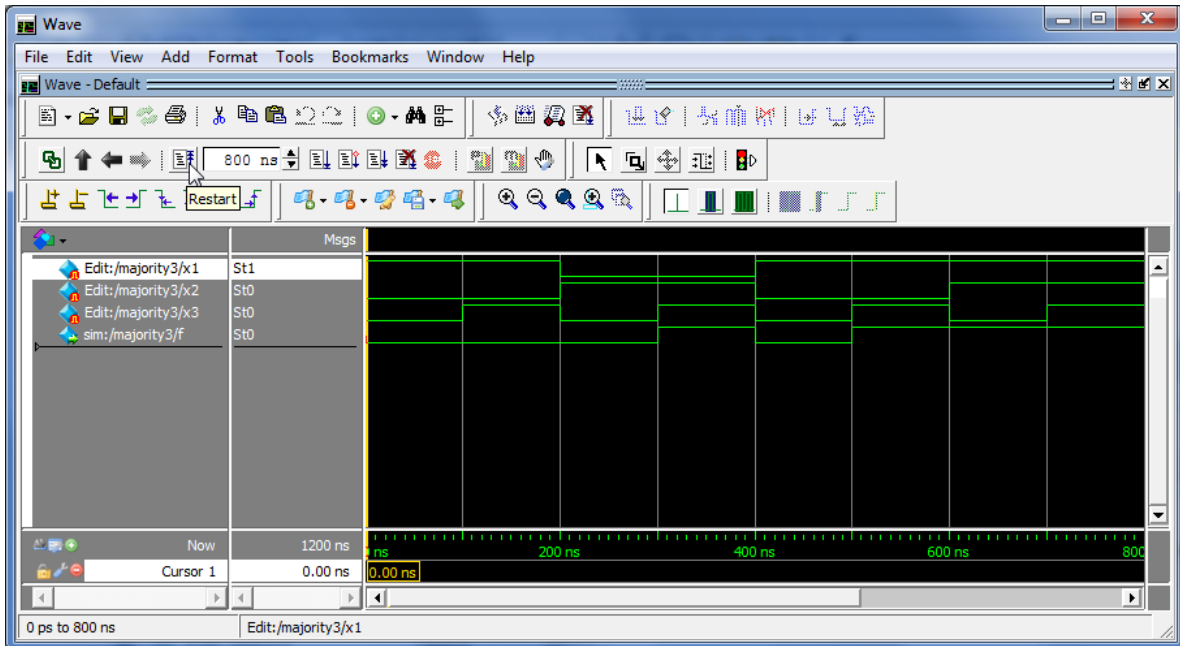 Wave
File Edit View Add Format Tools Bookmarks Window Help
Wave - Default
800 ns
Restart
Msgs
Edit:/majority3/x1 St1
Edit:/majority3/x2 St0
Edit:/majority3/x3 St0
sim:/majority3/f St0
Now 1200 ns
ns 200 ns 400 ns 600 ns 800
Cursor 1 0.00 ns 0.00 ns
0 ps to 800 ns Edit:/majority3/x1